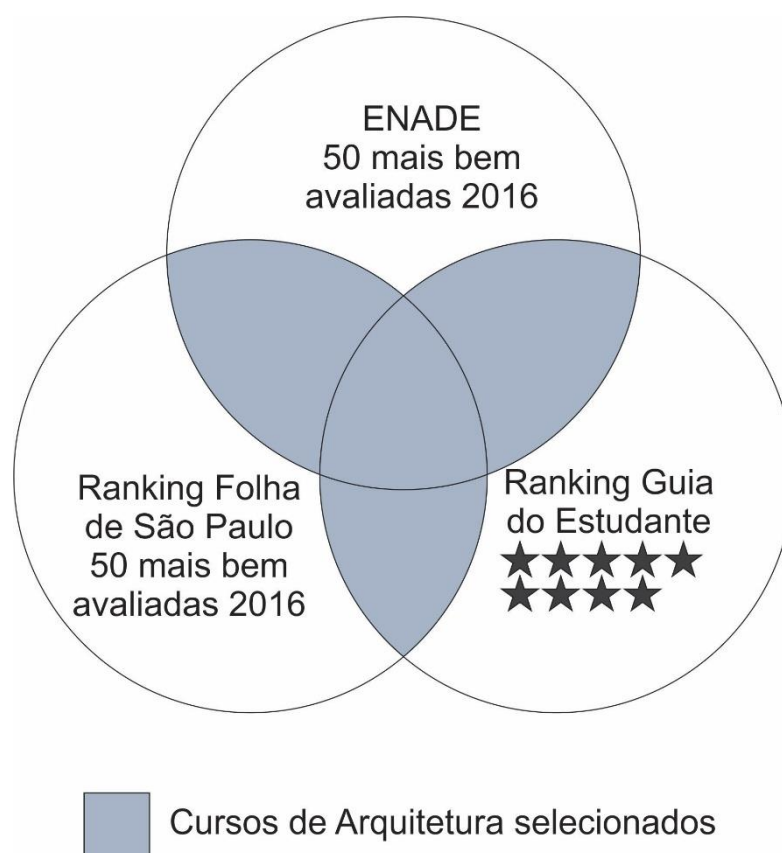 ENADE
50 mais bem
avaliadas 2016
Ranking Folha
de São Paulo
50 mais bem
avaliadas 2016
Ranking Guia
do Estudante
★★★★★
★★★★
Cursos de Arquitetura selecionados